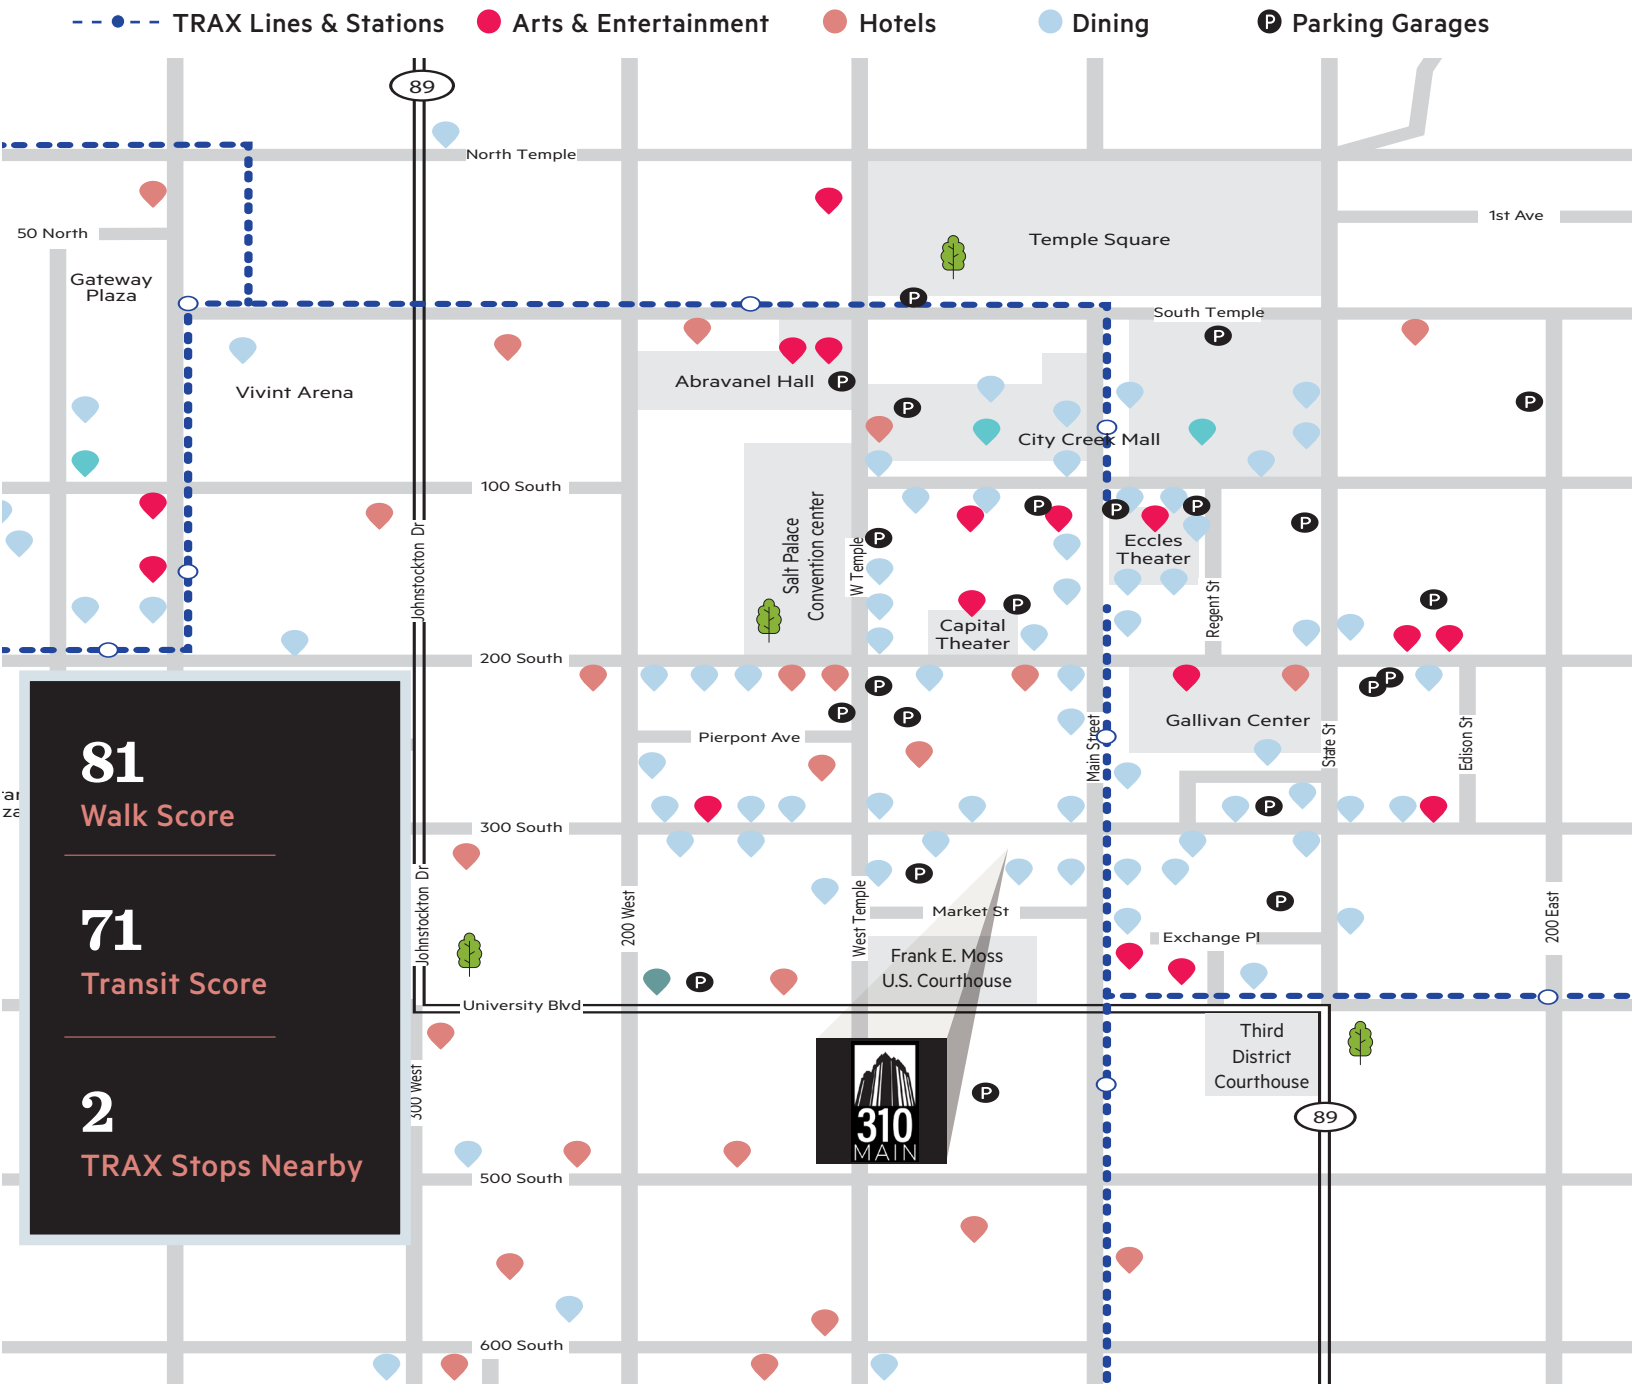 TRAX Lines & Stations
Arts & Entertainment
Hotels
Dining
P Parking Garages
89
North Temple
50 North
1st Ave
Temple Square
Gateway
Plaza
P
South Temple
P
Vivint Arena
Abravanel Hall
P
P
P
City Creek Mall
100 South
Johnstockton Dr
Salt Palace
Convention center
W Temple
P
P
P
P
P
Eccles
Theater
Regent St
P
P
Capital
Theater
200 South
P
P
P
P
P
Gallivan Center
Pierpont Ave
Main Street
State St
Edison St
81
Walk Score
300 South
P
Johnstockton Dr
200 West
West Temple
P
Market St
P
200 East
Exchange Pl
71
Transit Score
Frank E. Moss
U.S. Courthouse
P
University Blvd
Third
District
Courthouse
300 West
P
310
MAIN
89
2
TRAX Stops Nearby
500 South
600 South